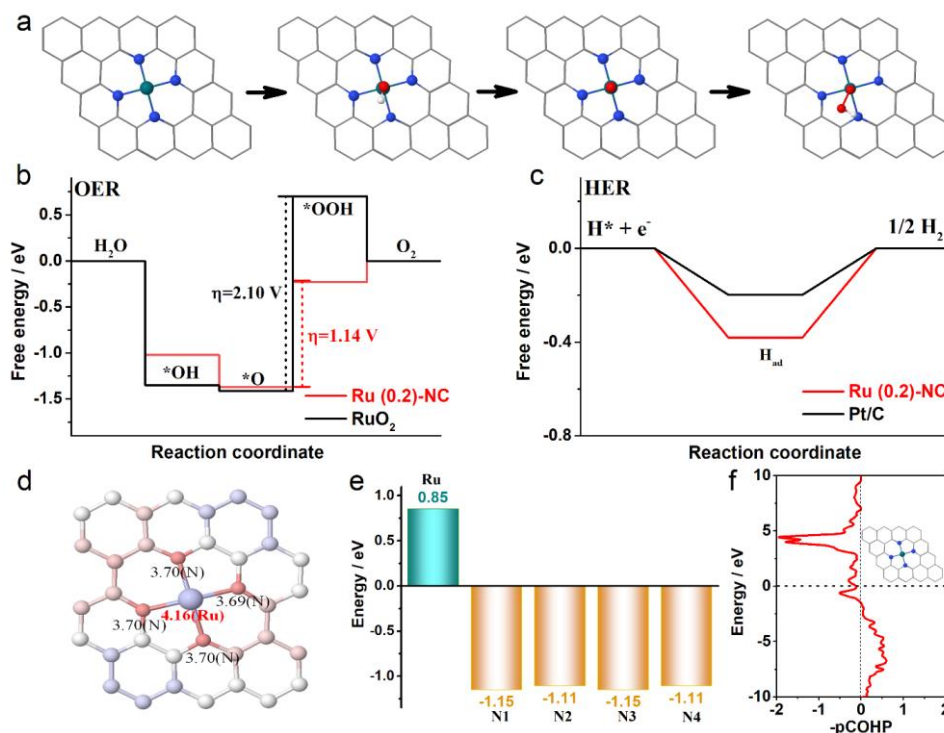 a
b
OER
0.5
0.0
-0.5
-1.0
-1.5
Free energy / eV
H₂O
*OH
*O
*OOH
O₂
η=2.10 V
η=1.14 V
Ru (0.2)-NC
RuO₂
Reaction coordinate
c
HER
0.0
-0.4
-0.8
Free energy / eV
H* + e⁻
1/2 H₂
H_ad
Ru (0.2)-NC
Pt/C
Reaction coordinate
d
3.70(N)
3.69(N)
3.70(N)
4.16(Ru)
3.70(N)
e
1.0
0.5
0.0
-0.5
-1.0
Energy / eV
Ru
0.85
-1.15
-1.11
-1.15
-1.11
N1
N2
N3
N4
f
10
5
0
-5
-10
Energy / eV
-2
-1
0
1
2
-pCOHP